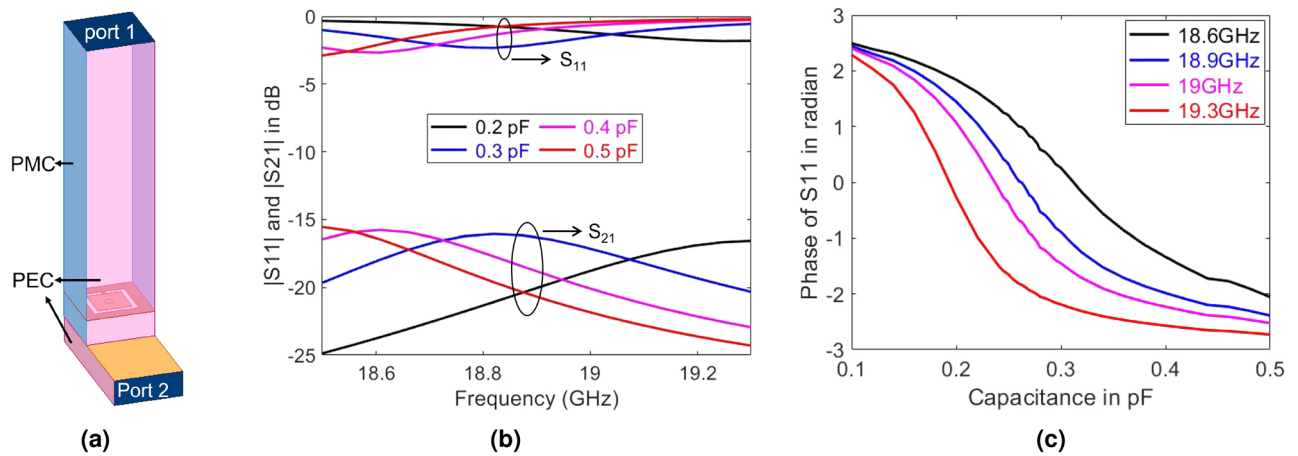 port 1
PMC
PEC
Port 2
(a)
|S11| and |S21| in dB
0
-5
-10
-15
-20
-25
S11
0.2 pF
0.4 pF
0.3 pF
0.5 pF
S21
18.6
18.8
19
19.2
Frequency (GHz)
(b)
Phase of S11 in radian
3
2
1
0
-1
-2
-3
18.6GHz
18.9GHz
19GHz
19.3GHz
0.1
0.2
0.3
0.4
0.5
Capacitance in pF
(c)